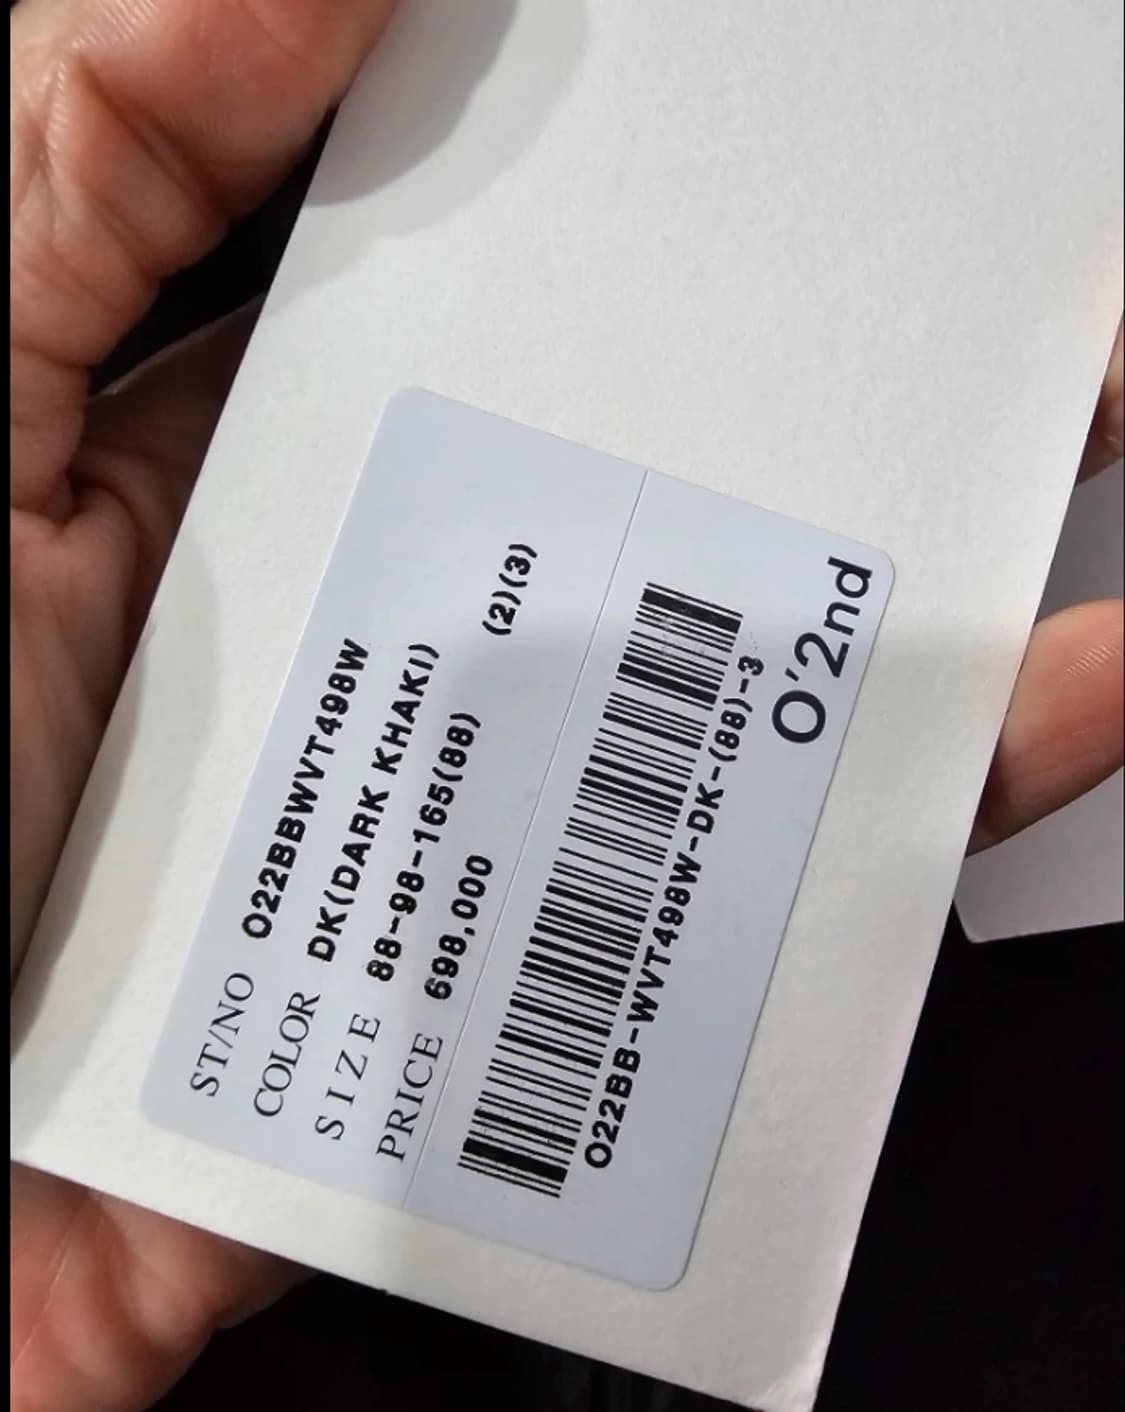 ST/NO O22BBWVT498W
COLOR DK(DARK KHAKI)
SIZE 88-98-165(88)
PRICE 698,000 (2)(3)
O22BB-WVT498W-DK-(88)-3
O'2nd